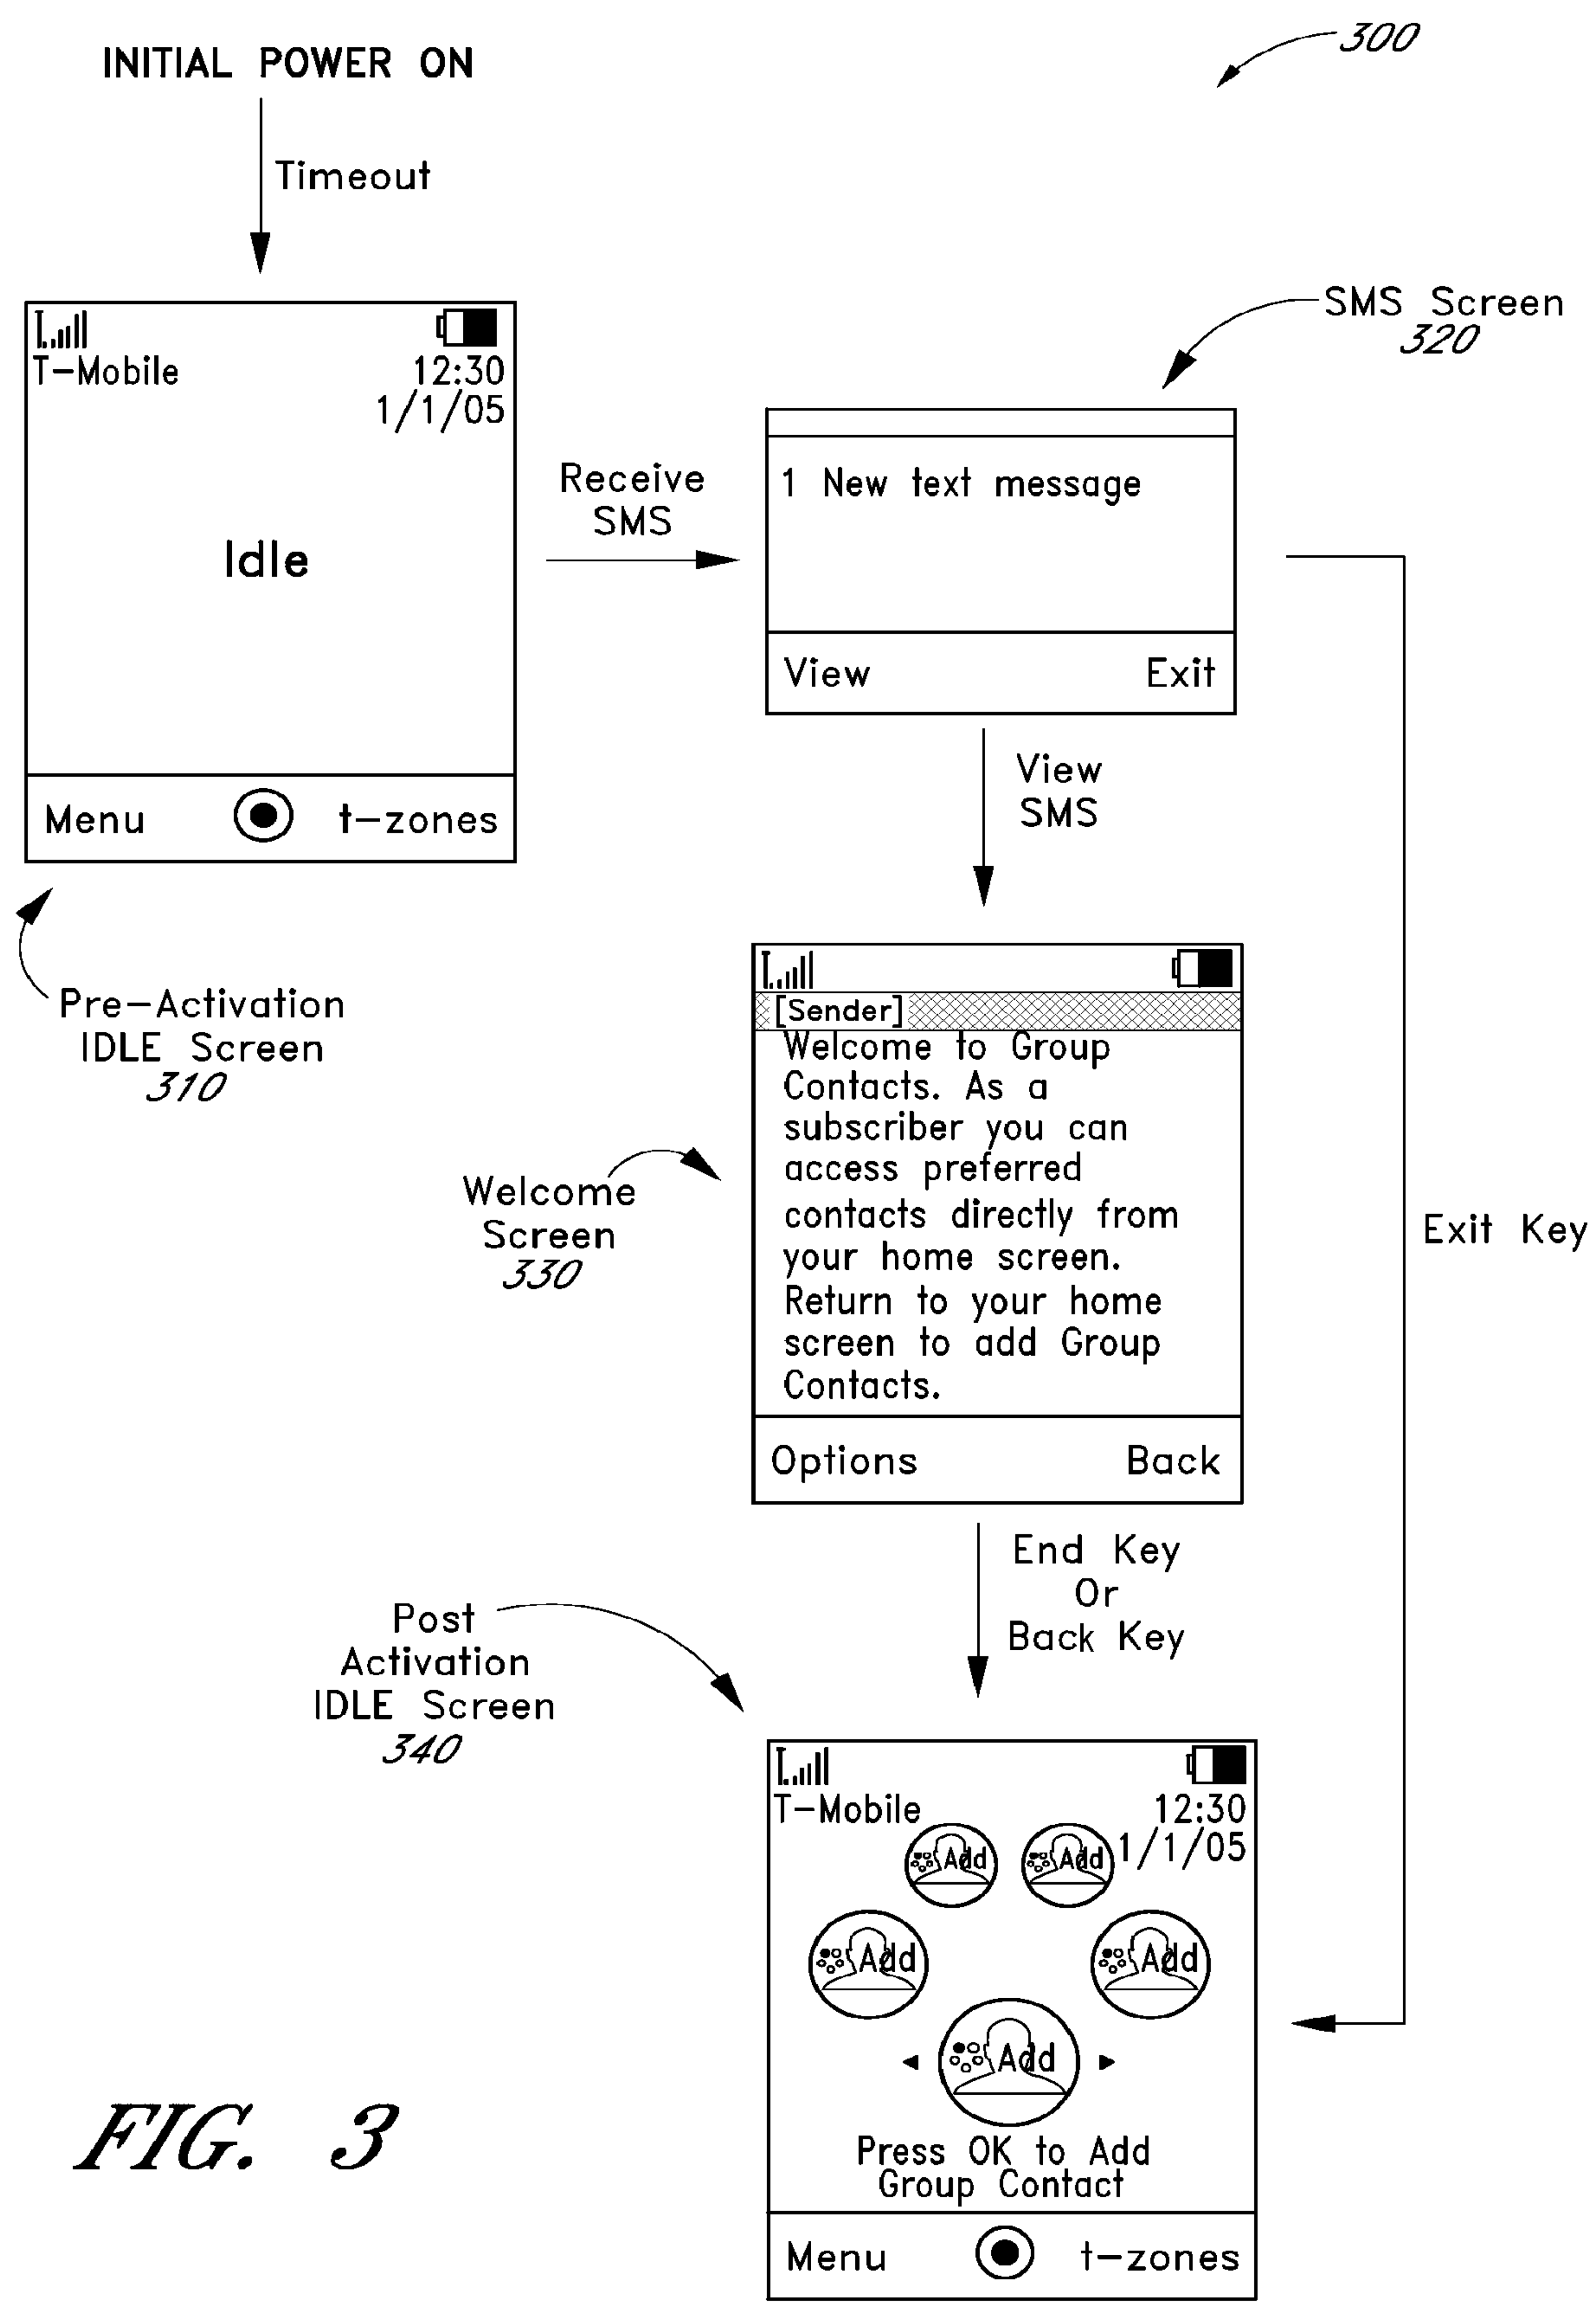 300
INITIAL POWER ON
Timeout
T-Mobile 12:30
1/1/05
Idle
Menu t-zones
Pre-Activation
IDLE Screen
310
Receive
SMS
SMS Screen
320
1 New text message
View Exit
View
SMS
Exit Key
[Sender]
Welcome to Group
Contacts. As a
subscriber you can
access preferred
contacts directly from
your home screen.
Return to your home
screen to add Group
Contacts.
Options Back
Welcome
Screen
330
End Key
Or
Back Key
Post
Activation
IDLE Screen
340
T-Mobile 12:30
1/1/05
Add Add
Add Add
Add
Press OK to Add
Group Contact
Menu t-zones
FIG. 3